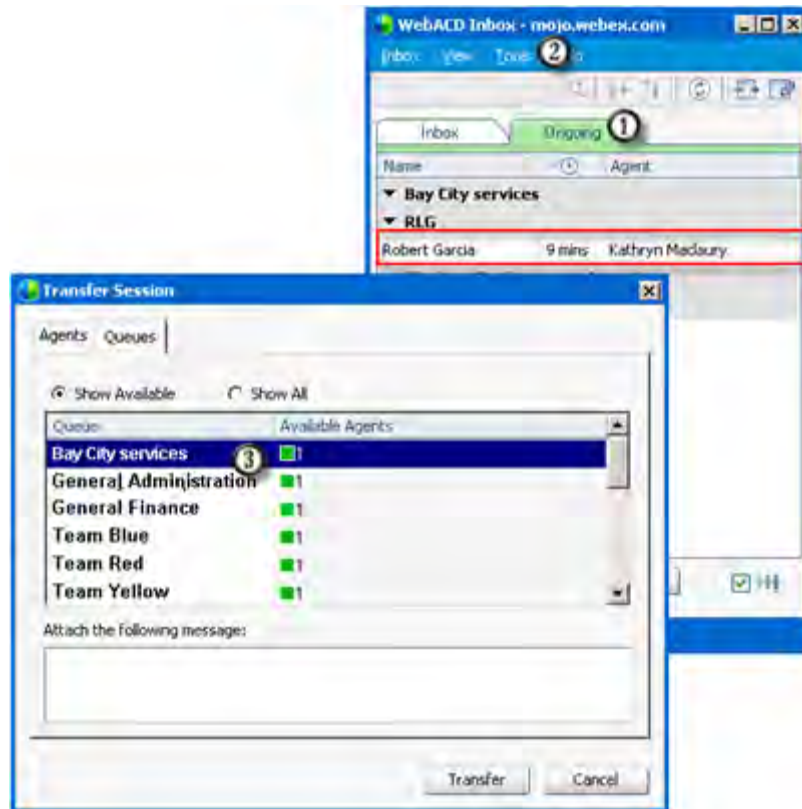 WebACD Inbox - mojo.webex.com
Inbox View Tools
2
Inbox Ongoing 1
Name Agent
Bay City services
RLG
Robert Garcia 9 mins Kathryn Maclaury
Transfer Session
Agents Queues
Show Available Show All
Queue Available Agents
Bay City services 3 1
General Administration 1
General Finance 1
Team Blue 1
Team Red 1
Team Yellow 1
Attach the following message:
Transfer Cancel